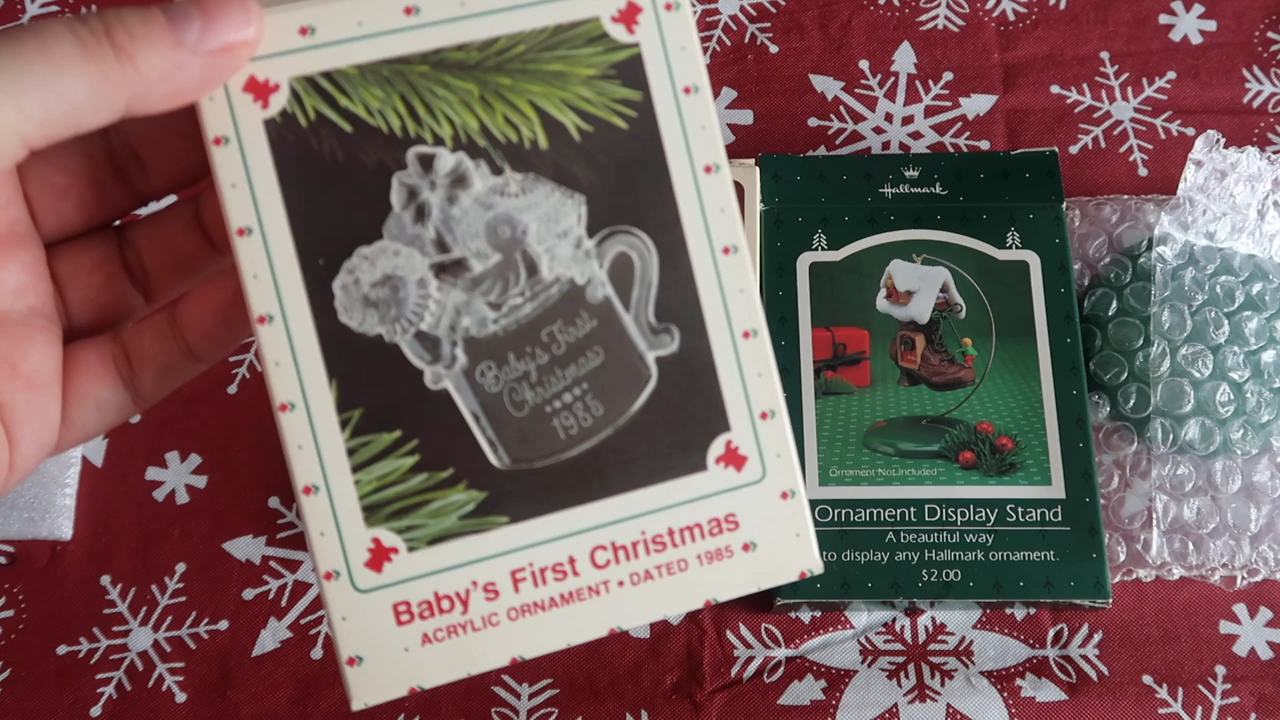 Baby's First
Christmas
1985
Baby's First Christmas
ACRYLIC ORNAMENT • DATED 1985
Hallmark
Ornament Not Included
Ornament Display Stand
A beautiful way
to display any Hallmark ornament.
$2.00